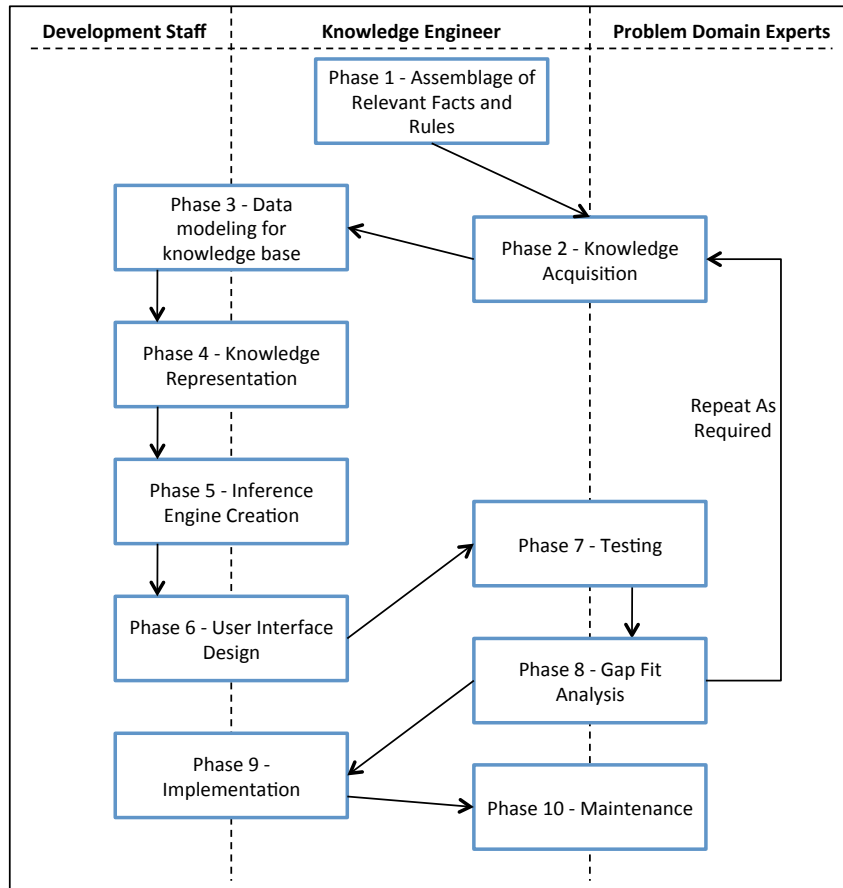 Development Staff
Knowledge Engineer
Problem Domain Experts
Phase 1 - Assemblage of
Relevant Facts and
Rules
Phase 3 - Data
modeling for
knowledge base
Phase 2 - Knowledge
Acquisition
Phase 4 - Knowledge
Representation
Repeat As
Required
Phase 5 - Inference
Engine Creation
Phase 7 - Testing
Phase 6 - User Interface
Design
Phase 8 - Gap Fit
Analysis
Phase 9 -
Implementation
Phase 10 - Maintenance